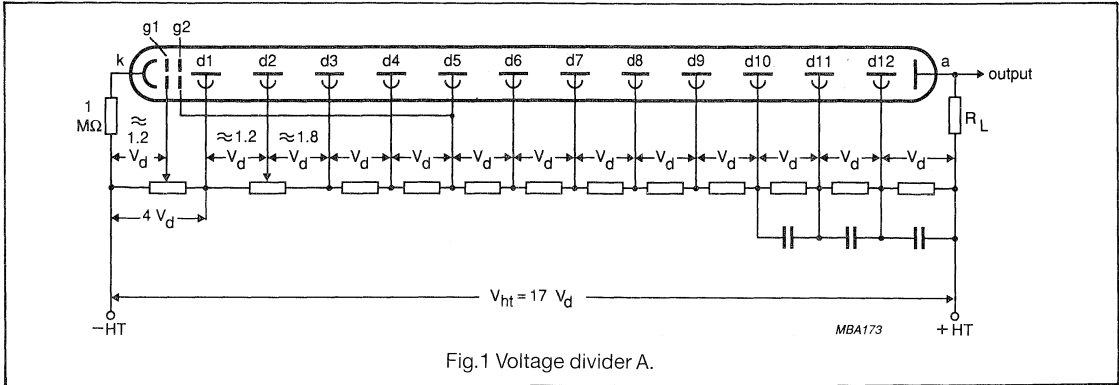 g1 g2
k d1 d2 d3 d4 d5 d6 d7 d8 d9 d10 d11 d12 a output
1 MΩ
R_L
≈ 1.2 V_d ≈1.2 V_d ≈1.8 V_d V_d V_d V_d V_d V_d V_d V_d V_d V_d V_d
4 V_d
V_ht = 17 V_d
−HT MBA173 +HT
Fig.1 Voltage divider A.